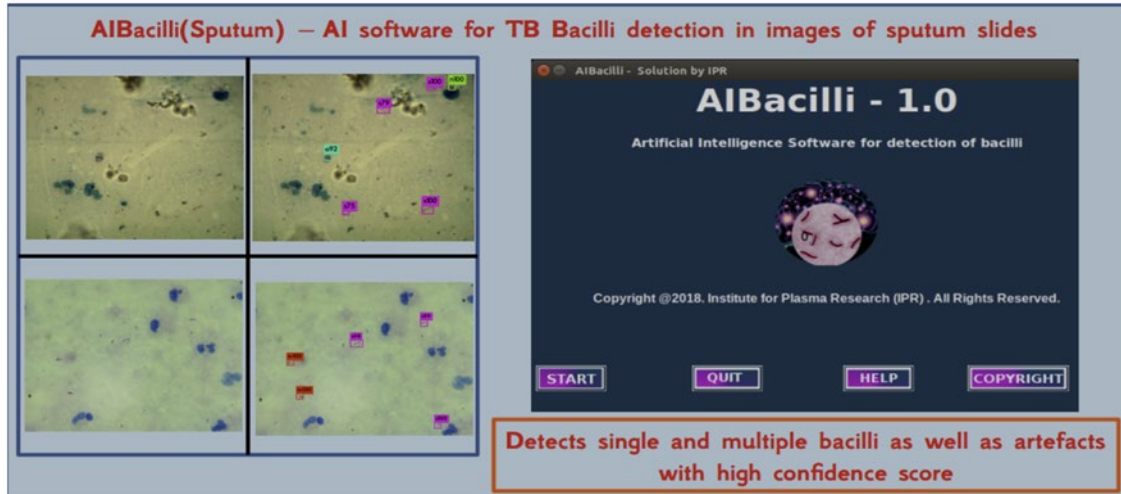 AIBacilli(Sputum) – AI software for TB Bacilli detection in images of sputum slides
AIBacilli - Solution by IPR
AIBacilli - 1.0
Artificial Intelligence Software for detection of bacilli
Copyright @2018. Institute for Plasma Research (IPR) . All Rights Reserved.
START
QUIT
HELP
COPYRIGHT
Detects single and multiple bacilli as well as artefacts
with high confidence score